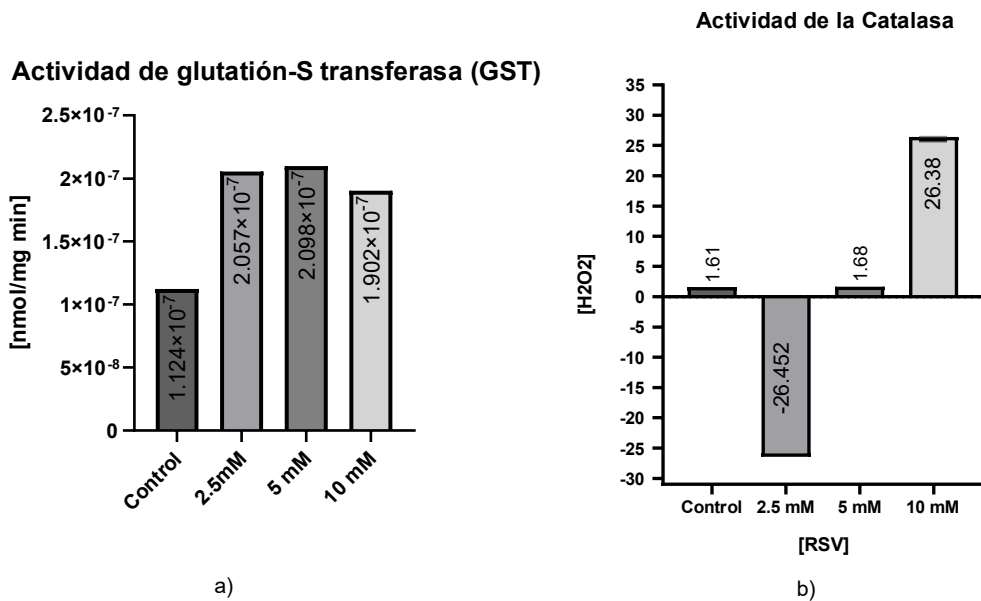 Actividad de glutatión-S transferasa (GST)
[nmol/mg min]
2.5×10⁻⁷
2×10⁻⁷
1.5×10⁻⁷
1×10⁻⁷
5×10⁻⁸
0
1.124×10⁻⁷
2.057×10⁻⁷
2.098×10⁻⁷
1.902×10⁻⁷
Control
2.5mM
5 mM
10 mM
a)
Actividad de la Catalasa
[H2O2]
35
30
25
20
15
10
5
0
-5
-10
-15
-20
-25
-30
1.61
-26.452
1.68
26.38
Control
2.5 mM
5 mM
10 mM
[RSV]
b)